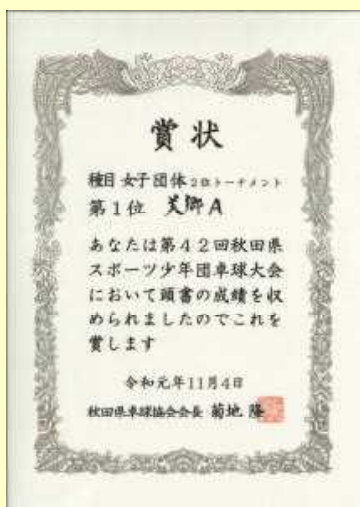 賞状
種目 女子団体 2位トーナメント
第1位 美郷A
あなたは第42回秋田県
スポーツ少年団卓球大会
において頭書の成績を収
められましたのでこれを
賞します
令和元年11月4日
秋田県卓球協会会長 菊地 隆